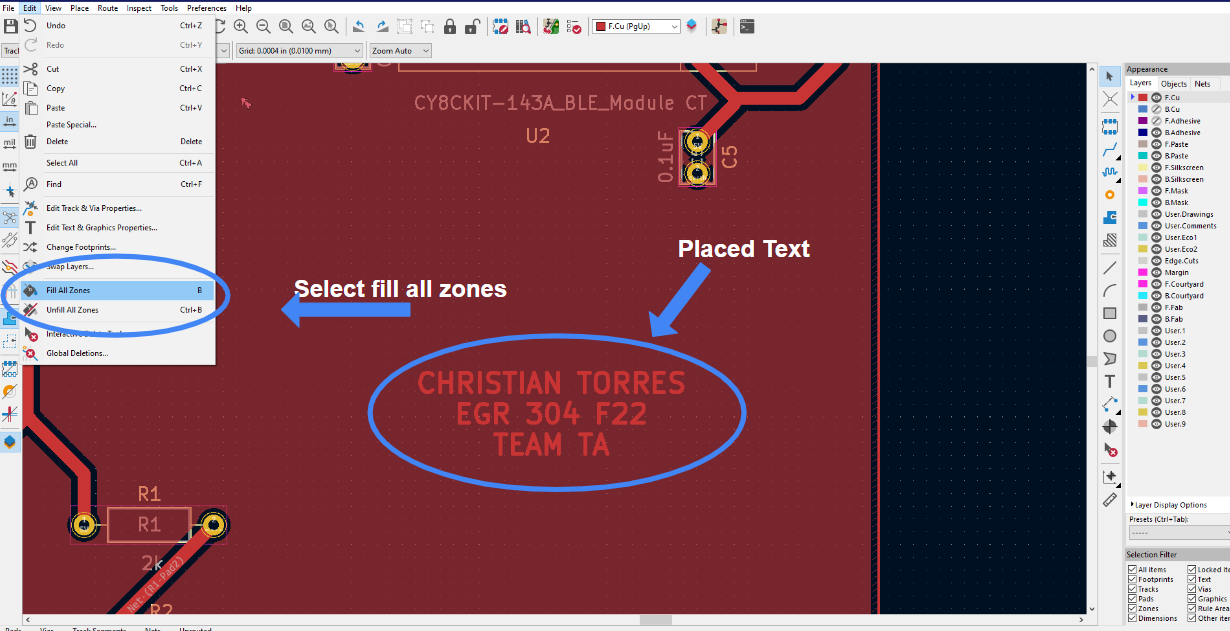 File Edit View Place Route Inspect Tools Preferences Help
Undo Ctrl+Z
Redo Ctrl+Y
Cut Ctrl+X
Copy Ctrl+C
Paste Ctrl+V
Paste Special...
Delete Delete
Select All Ctrl+A
Find Ctrl+F
Edit Track & Via Properties...
Edit Text & Graphics Properties...
Change Footprints...
Swap Layers...
Fill All Zones B
Unfill All Zones Ctrl+B
Global Deletions...
F.Cu (PgUp)
Grid: 0.0004 in (0.0100 mm)
Zoom Auto
in
mil
mm
CY8CKIT-143A_BLE_Module CT
U2
0.1uF
C5
Placed Text
Select fill all zones
CHRISTIAN TORRES
EGR 304 F22
TEAM TA
R1
R1
2k
Net-(R1-Pad2)
R2
Appearance
Layers Objects Nets
F.Cu
B.Cu
F.Adhesive
B.Adhesive
F.Paste
B.Paste
F.Silkscreen
B.Silkscreen
F.Mask
B.Mask
User.Drawings
User.Comments
User.Eco1
User.Eco2
Edge.Cuts
Margin
F.Courtyard
B.Courtyard
F.Fab
B.Fab
User.1
User.2
User.3
User.4
User.5
User.6
User.7
User.8
User.9
Layer Display Options
Presets (Ctrl+Tab):
-----
Selection Filter
All items Locked ite
Footprints Text
Tracks Vias
Pads Graphics
Zones Rule Area
Dimensions Other iter